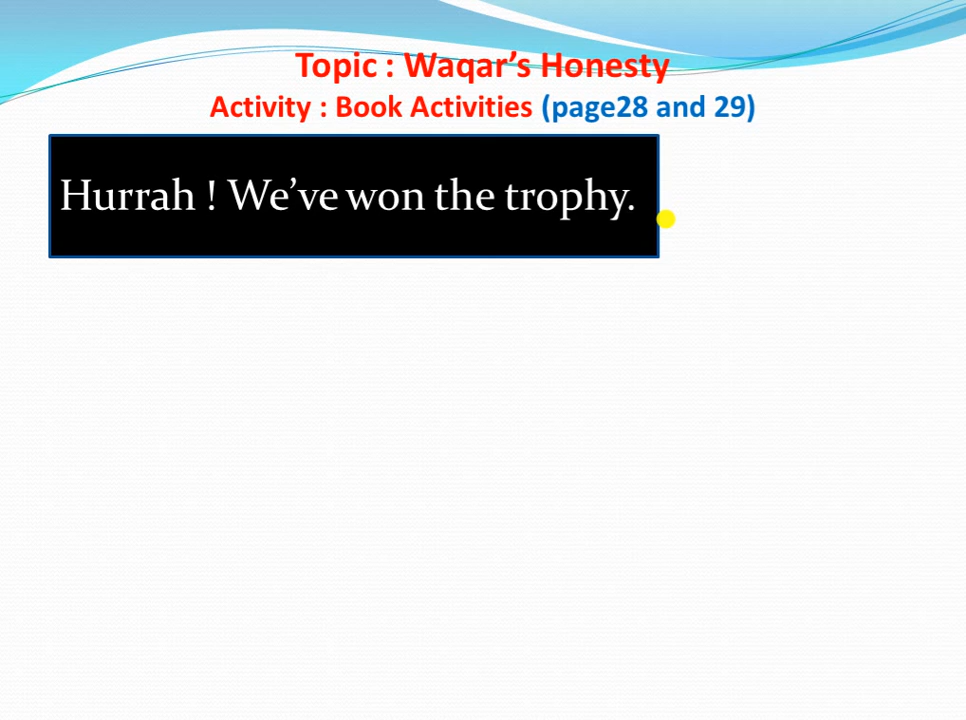 Topic : Waqar’s Honesty
Activity : Book Activities (page28 and 29)
Hurrah ! We’ve won the trophy.